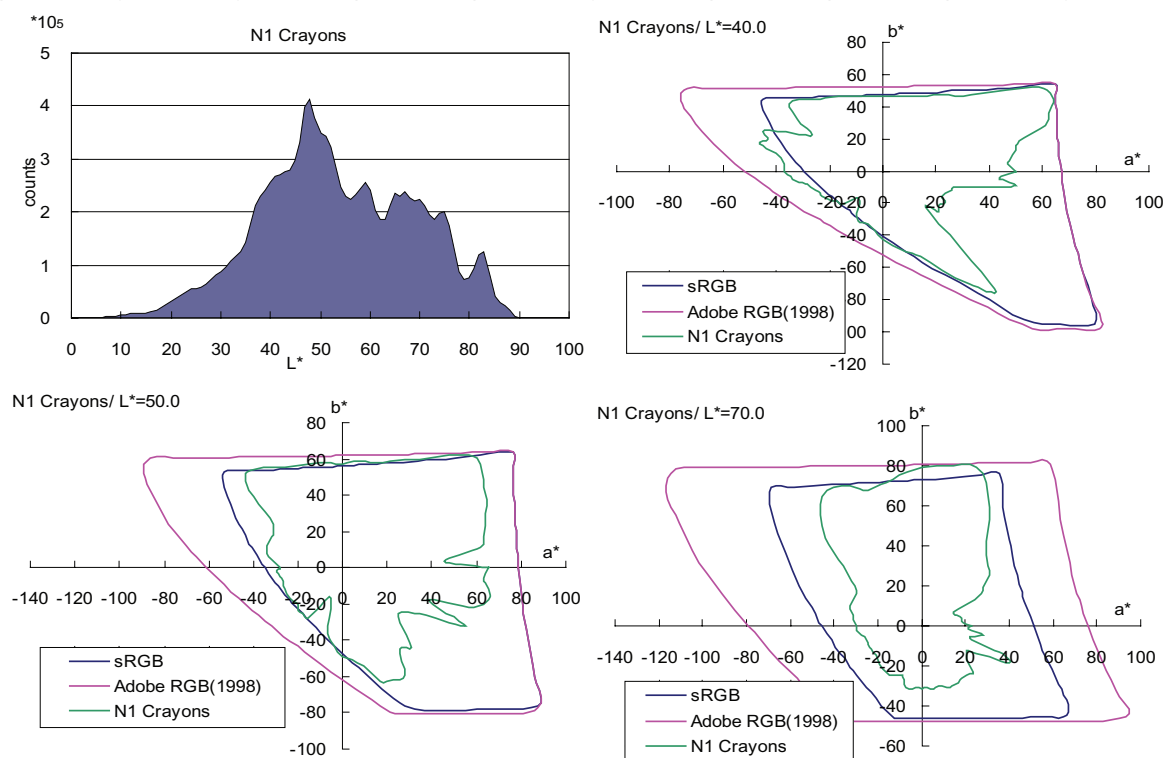 *10⁵
N1 Crayons
5
4
3
2
1
0
counts
0 10 20 30 40 50 60 70 80 90 100
L*
N1 Crayons/ L*=40.0
b*
80
60
40
20
0
-20
-40
-60
-80
00
-120
-100 -80 -60 -40 -20 0 20 40 60 80 100
a*
sRGB
Adobe RGB(1998)
N1 Crayons
N1 Crayons/ L*=50.0
b*
80
60
40
20
0
-20
-40
-60
-80
-100
-140 -120 -100 -80 -60 -40 -20 0 20 40 60 80 100
a*
sRGB
Adobe RGB(1998)
N1 Crayons
N1 Crayons/ L*=70.0
b*
100
80
60
40
20
0
-20
-40
-60
-140 -120 -100 -80 -60 -40 -20 0 20 40 60 80 100
a*
sRGB
Adobe RGB(1998)
N1 Crayons